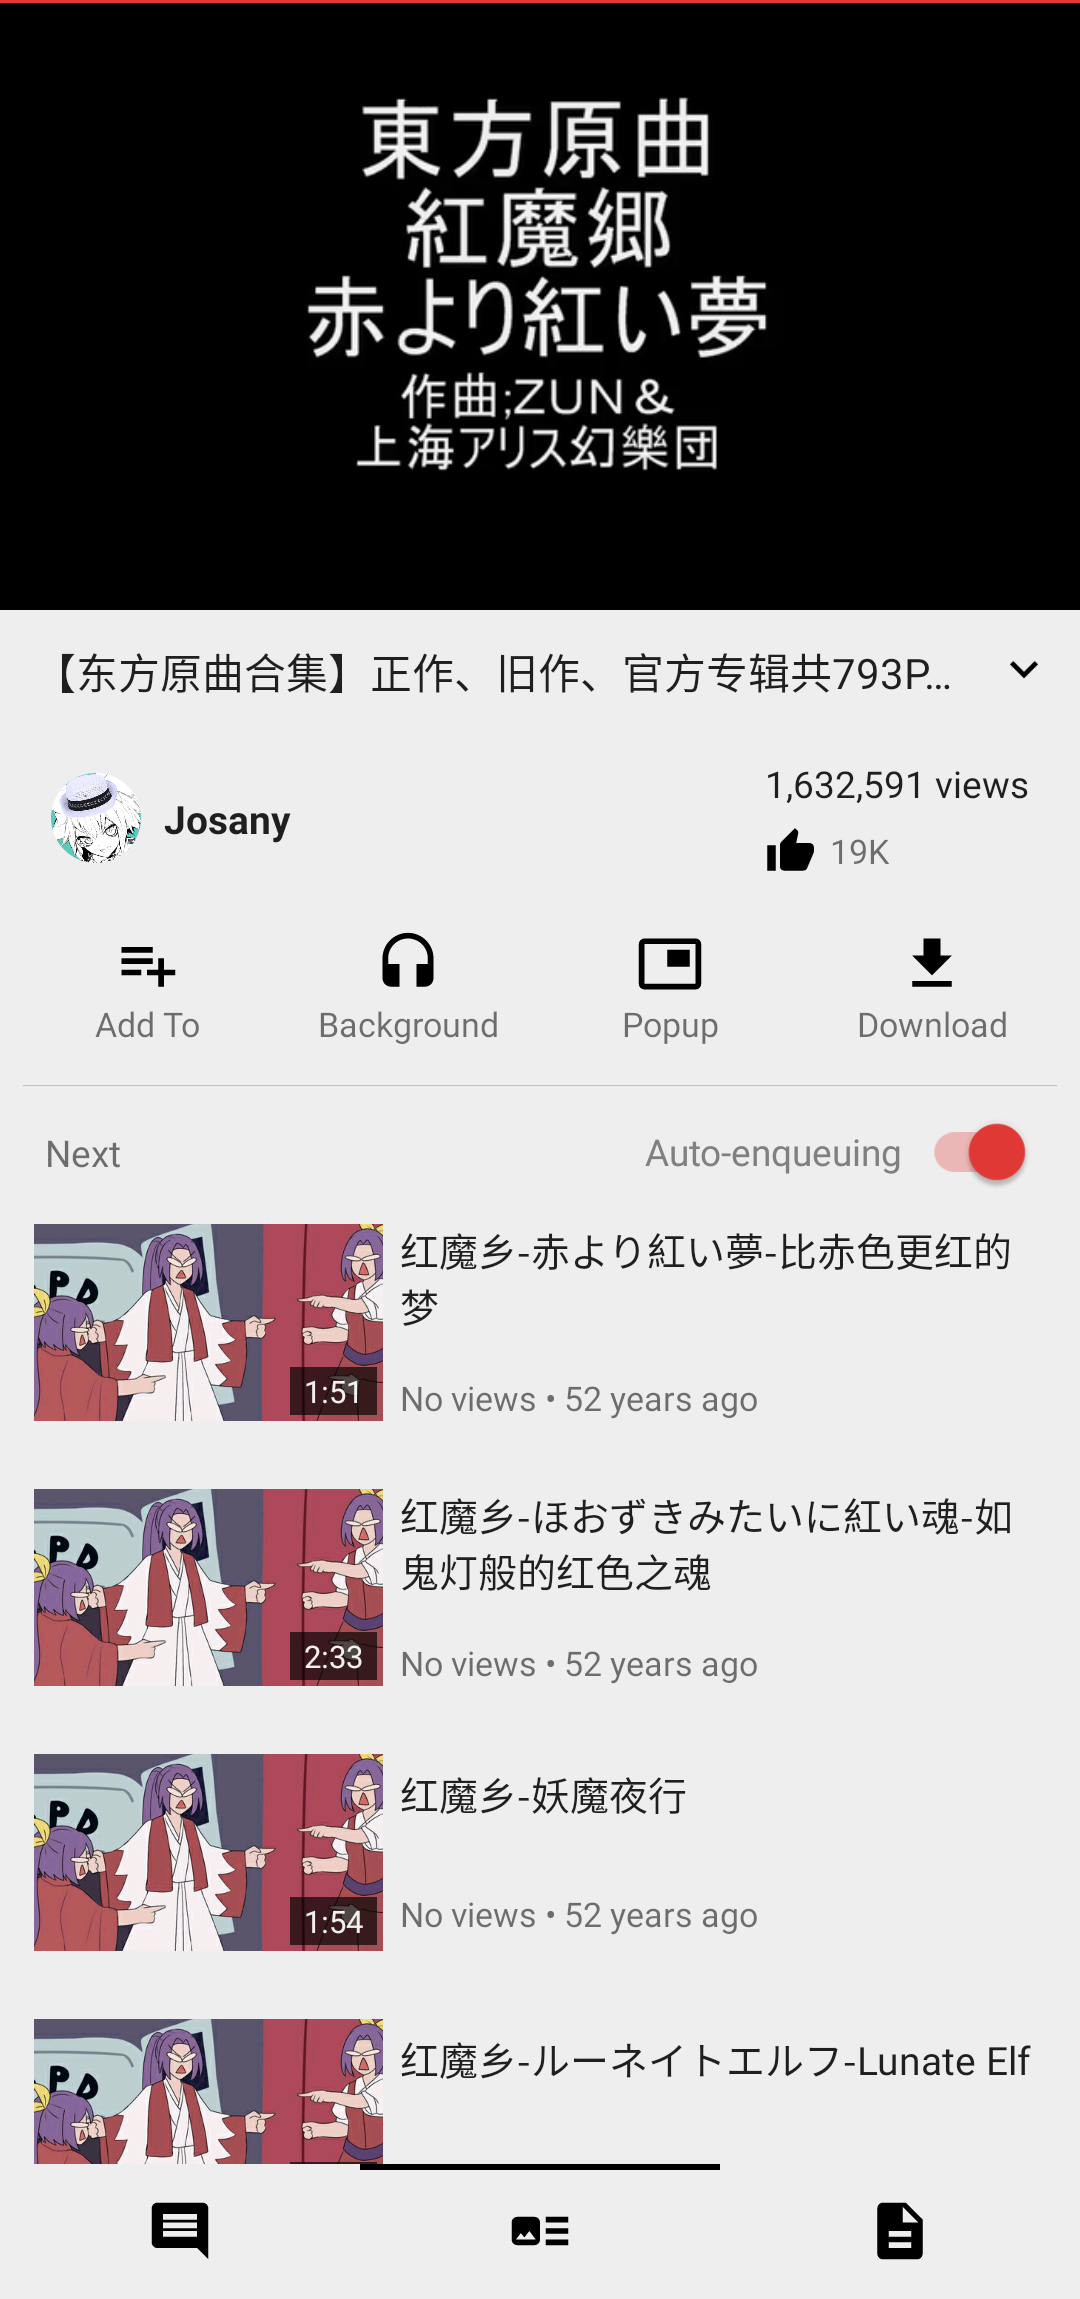 東方原曲
紅魔郷
赤より紅い夢
作曲;ZUN＆
上海アリス幻樂団
【东方原曲合集】正作、旧作、官方专辑共793P...
Josany
1,632,591 views
19K
Add To
Background
Popup
Download
Next
Auto-enqueuing
红魔乡-赤より紅い夢-比赤色更红的
梦
PD
1:51
No views • 52 years ago
红魔乡-ほおずきみたいに紅い魂-如
鬼灯般的红色之魂
PD
2:33
No views • 52 years ago
红魔乡-妖魔夜行
PD
1:54
No views • 52 years ago
红魔乡-ルーネイトエルフ-Lunate Elf
PD